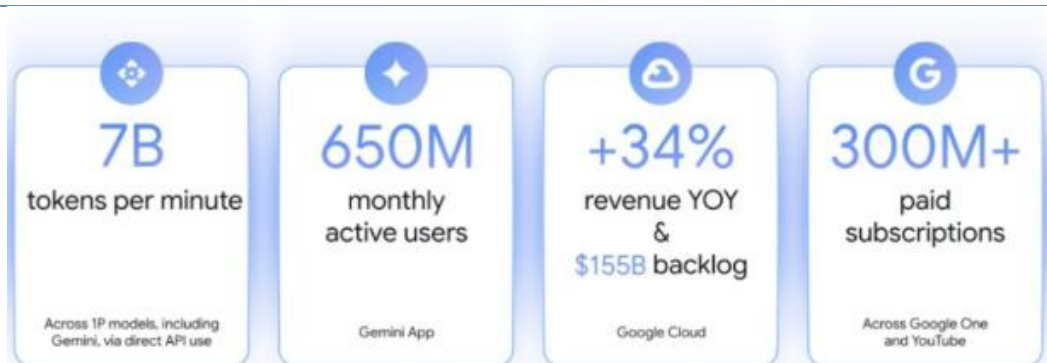 7B
tokens per minute
Across 1P models, including
Gemini, via direct API use
650M
monthly
active users
Gemini App
+34%
revenue YOY
&
$155B backlog
Google Cloud
300M+
paid
subscriptions
Across Google One
and YouTube